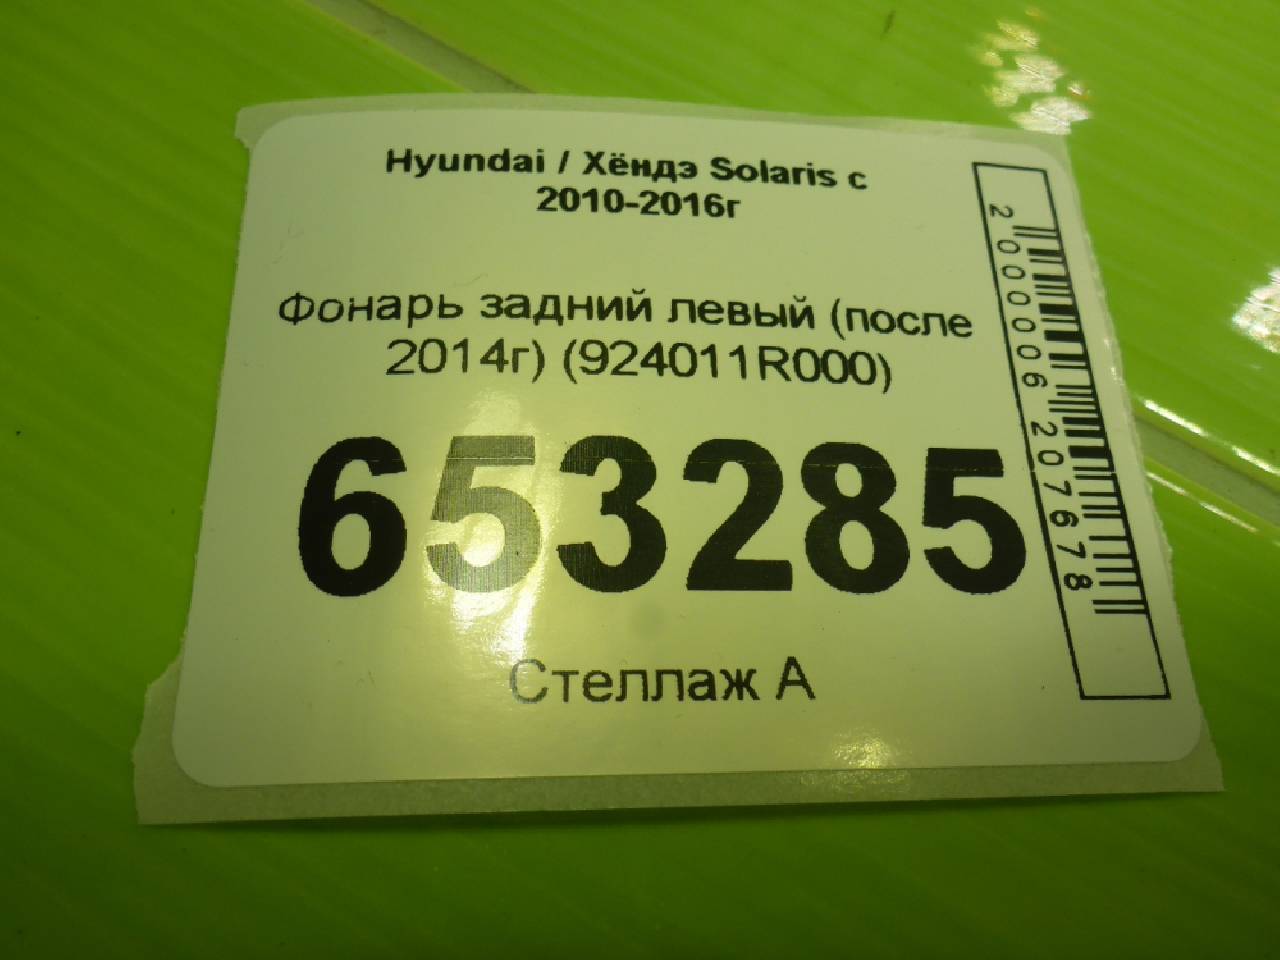 Hyundai / Хёндэ Solaris с
2010-2016г
Фонарь задний левый (после
2014г) (924011R000)
653285
Стеллаж А
2000006207678